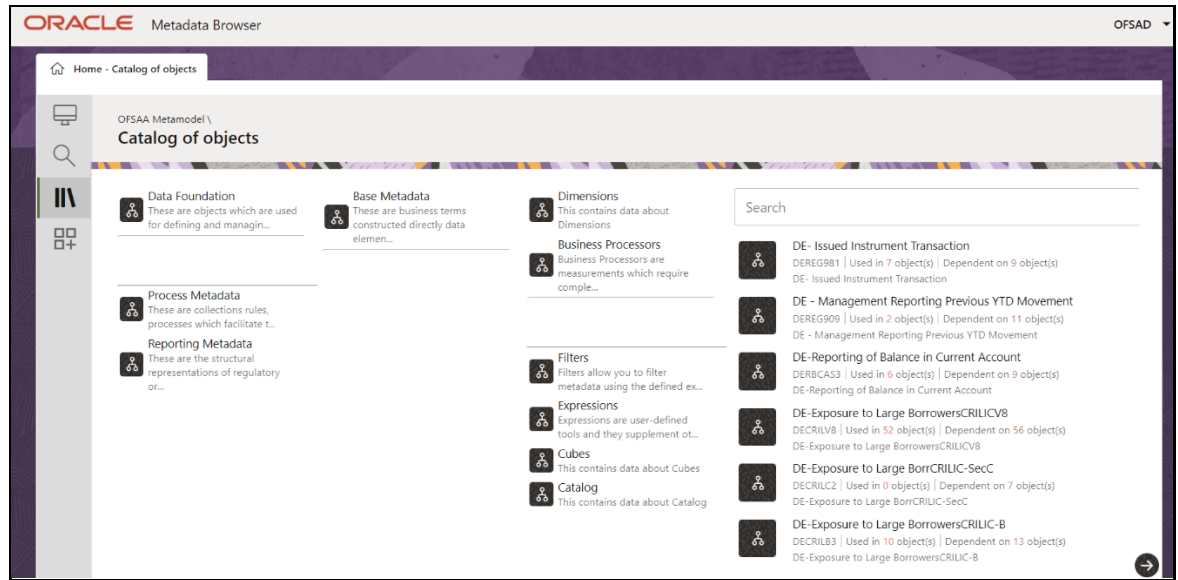 ORACLE Metadata Browser
OFSAD
Home - Catalog of objects
OFSAA Metamodel \
Catalog of objects
Data Foundation
These are objects which are used
for defining and managin...
Process Metadata
These are collections rules,
processes which facilitate t...
Reporting Metadata
These are the structural
representations of regulatory
or...
Base Metadata
These are business terms
constructed directly data
elemen...
Dimensions
This contains data about
Dimensions
Business Processors
Business Processors are
measurements which require
comple...
Filters
Filters allow you to filter
metadata using the defined ex...
Expressions
Expressions are user-defined
tools and they supplement ot...
Cubes
This contains data about Cubes
Catalog
This contains data about Catalog
Search
DE- Issued Instrument Transaction
DEREG981 | Used in 7 object(s) | Dependent on 9 object(s)
DE- Issued Instrument Transaction
DE - Management Reporting Previous YTD Movement
DEREG909 | Used in 2 object(s) | Dependent on 11 object(s)
DE - Management Reporting Previous YTD Movement
DE-Reporting of Balance in Current Account
DERBCAS3 | Used in 6 object(s) | Dependent on 9 object(s)
DE-Reporting of Balance in Current Account
DE-Exposure to Large BorrowersCRILICV8
DECRILV8 | Used in 52 object(s) | Dependent on 56 object(s)
DE-Exposure to Large BorrowersCRILICV8
DE-Exposure to Large BorrCRILIC-SecC
DECRILC2 | Used in 0 object(s) | Dependent on 7 object(s)
DE-Exposure to Large BorrCRILIC-SecC
DE-Exposure to Large BorrowersCRILIC-B
DECRILB3 | Used in 10 object(s) | Dependent on 13 object(s)
DE-Exposure to Large BorrowersCRILIC-B